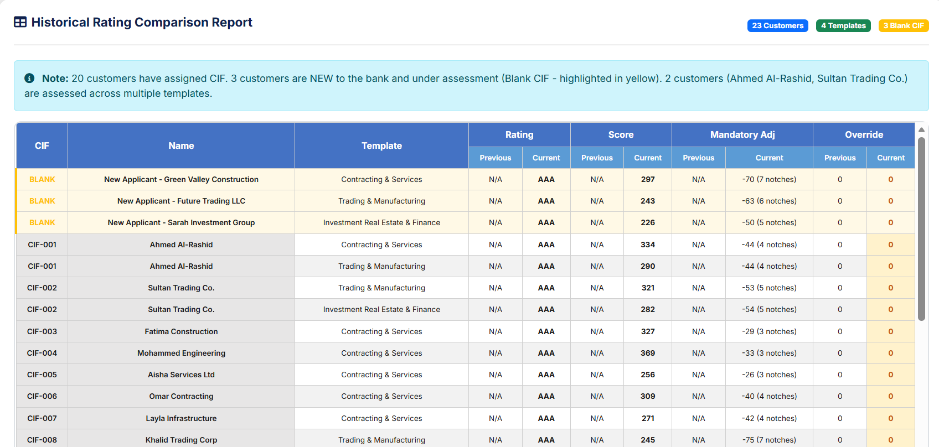 Historical Rating Comparison Report
23 Customers 4 Templates 3 Blank CIF
Note: 20 customers have assigned CIF. 3 customers are NEW to the bank and under assessment (Blank CIF - highlighted in yellow). 2 customers (Ahmed Al-Rashid, Sultan Trading Co.)
are assessed across multiple templates.
CIF Name Template Rating Score Mandatory Adj Override
Previous Current Previous Current Previous Current Previous Current
BLANK New Applicant - Green Valley Construction Contracting & Services N/A AAA N/A 297 N/A -70 (7 notches) 0 0
BLANK New Applicant - Future Trading LLC Trading & Manufacturing N/A AAA N/A 243 N/A -63 (6 notches) 0 0
BLANK New Applicant - Sarah Investment Group Investment Real Estate & Finance N/A AAA N/A 226 N/A -50 (5 notches) 0 0
CIF-001 Ahmed Al-Rashid Contracting & Services N/A AAA N/A 334 N/A -44 (4 notches) 0 0
CIF-001 Ahmed Al-Rashid Trading & Manufacturing N/A AAA N/A 290 N/A -44 (4 notches) 0 0
CIF-002 Sultan Trading Co. Trading & Manufacturing N/A AAA N/A 321 N/A -53 (5 notches) 0 0
CIF-002 Sultan Trading Co. Investment Real Estate & Finance N/A AAA N/A 282 N/A -54 (5 notches) 0 0
CIF-003 Fatima Construction Contracting & Services N/A AAA N/A 327 N/A -29 (3 notches) 0 0
CIF-004 Mohammed Engineering Contracting & Services N/A AAA N/A 369 N/A -33 (3 notches) 0 0
CIF-005 Aisha Services Ltd Contracting & Services N/A AAA N/A 256 N/A -26 (3 notches) 0 0
CIF-006 Omar Contracting Contracting & Services N/A AAA N/A 309 N/A -40 (4 notches) 0 0
CIF-007 Layla Infrastructure Contracting & Services N/A AAA N/A 271 N/A -42 (4 notches) 0 0
CIF-008 Khalid Trading Corp Trading & Manufacturing N/A AAA N/A 245 N/A -75 (7 notches) 0 0